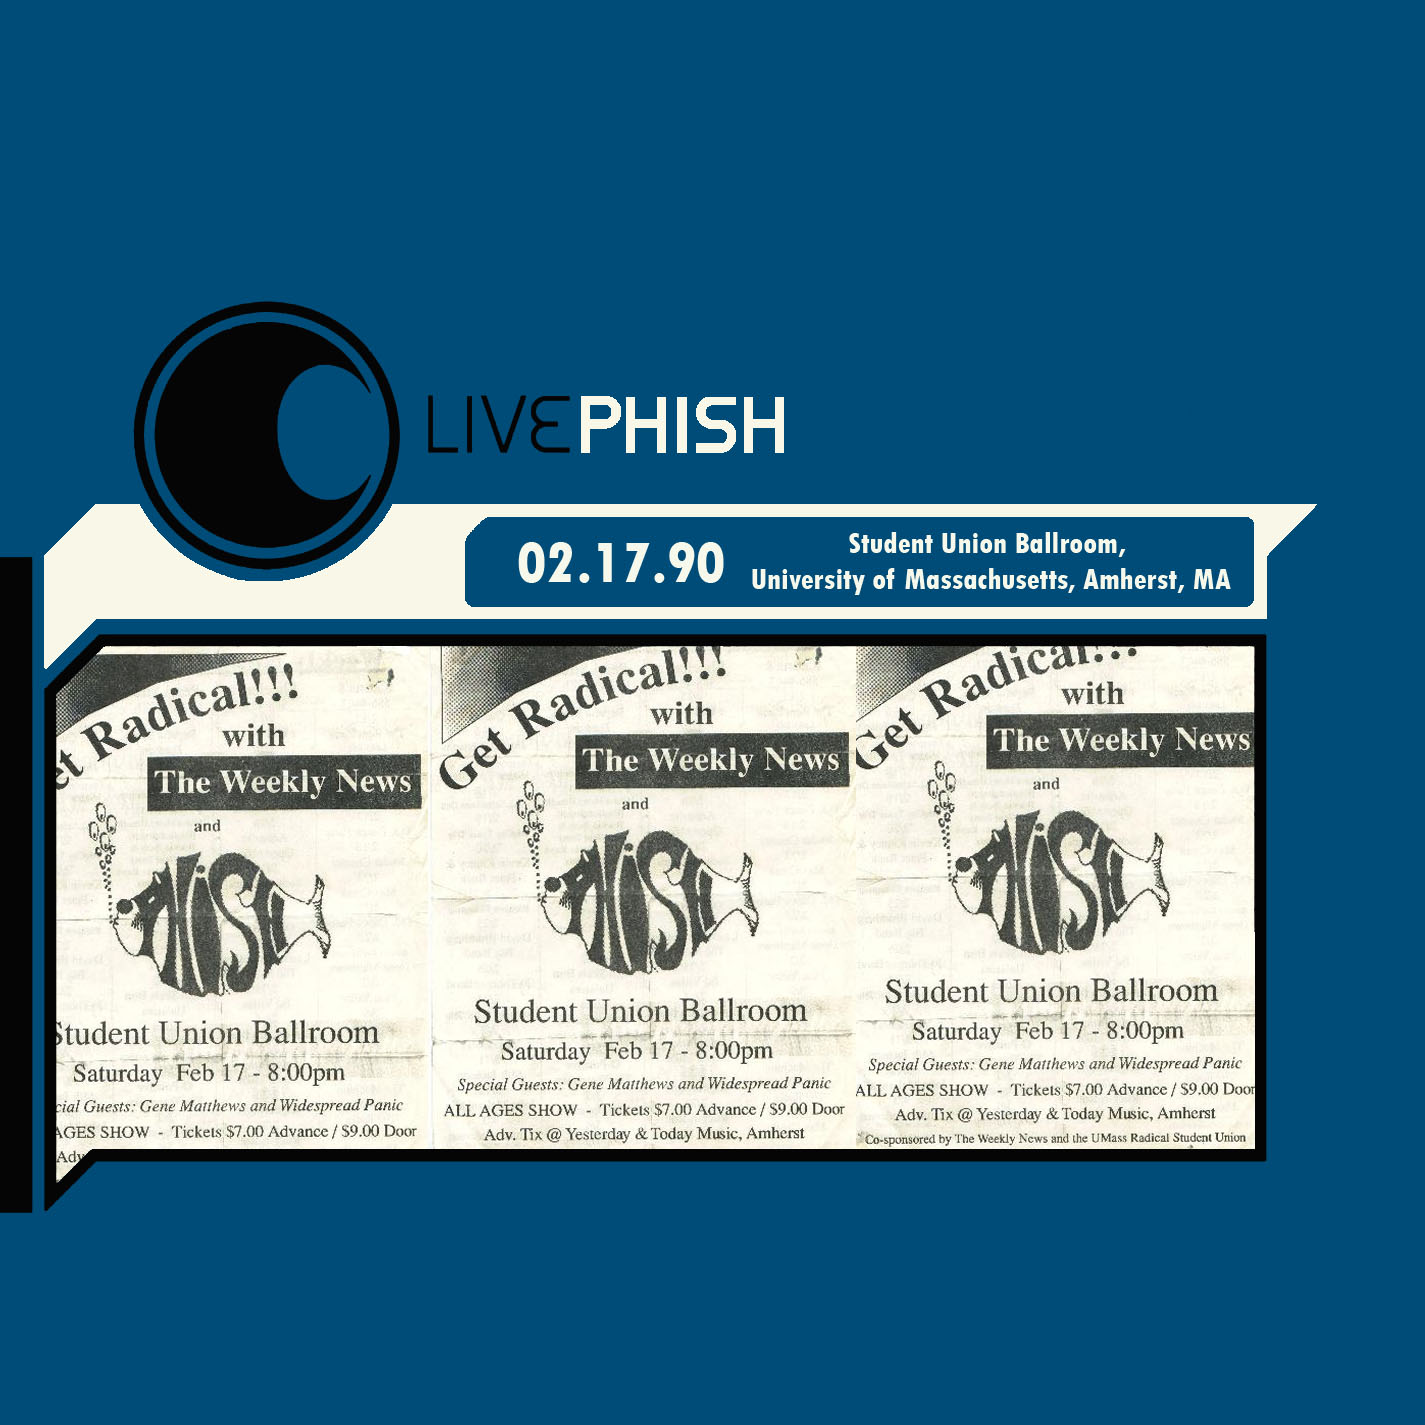 LIVEPHISH
02.17.90
Student Union Ballroom,
University of Massachusetts, Amherst, MA
et Radical!!!
with
The Weekly News
and
PHISH
Student Union Ballroom
Saturday Feb 17 - 8:00pm
cial Guests: Gene Matthews and Widespread Panic
AGES SHOW - Tickets $7.00 Advance / $9.00 Door
Adv
Get Radical!!!
with
The Weekly News
and
PHISH
Student Union Ballroom
Saturday Feb 17 - 8:00pm
Special Guests: Gene Matthews and Widespread Panic
ALL AGES SHOW - Tickets $7.00 Advance / $9.00 Door
Adv. Tix @ Yesterday & Today Music, Amherst
Get Radical!!!
with
The Weekly News
and
PHISH
Student Union Ballroom
Saturday Feb 17 - 8:00pm
Special Guests: Gene Matthews and Widespread Panic
ALL AGES SHOW - Tickets $7.00 Advance / $9.00 Door
Adv. Tix @ Yesterday & Today Music, Amherst
Co-sponsored by The Weekly News and the UMass Radical Student Union